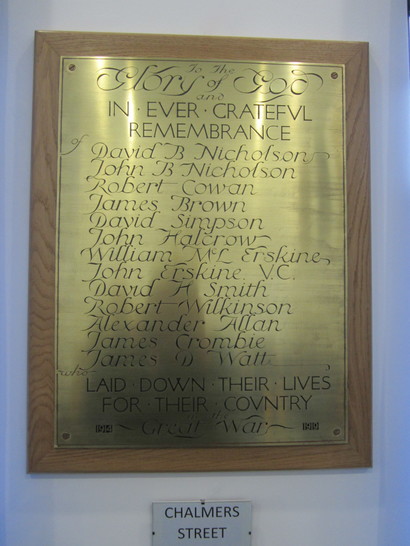 To The
Glory of God
and
IN · EVER · GRATEFVL
REMEMBRANCE
of
David B Nicholson
John B Nicholson
Robert Cowan
James Brown
David Simpson
John Halcrow
William McL Erskine
John Erskine V.C.
David H Smith
Robert Wilkinson
Alexander Allan
James Crombie
James D Watt
who
LAID · DOWN · THEIR · LIVES
FOR · THEIR · COVNTRY
the
1914 Great War 1919
CHALMERS
STREET